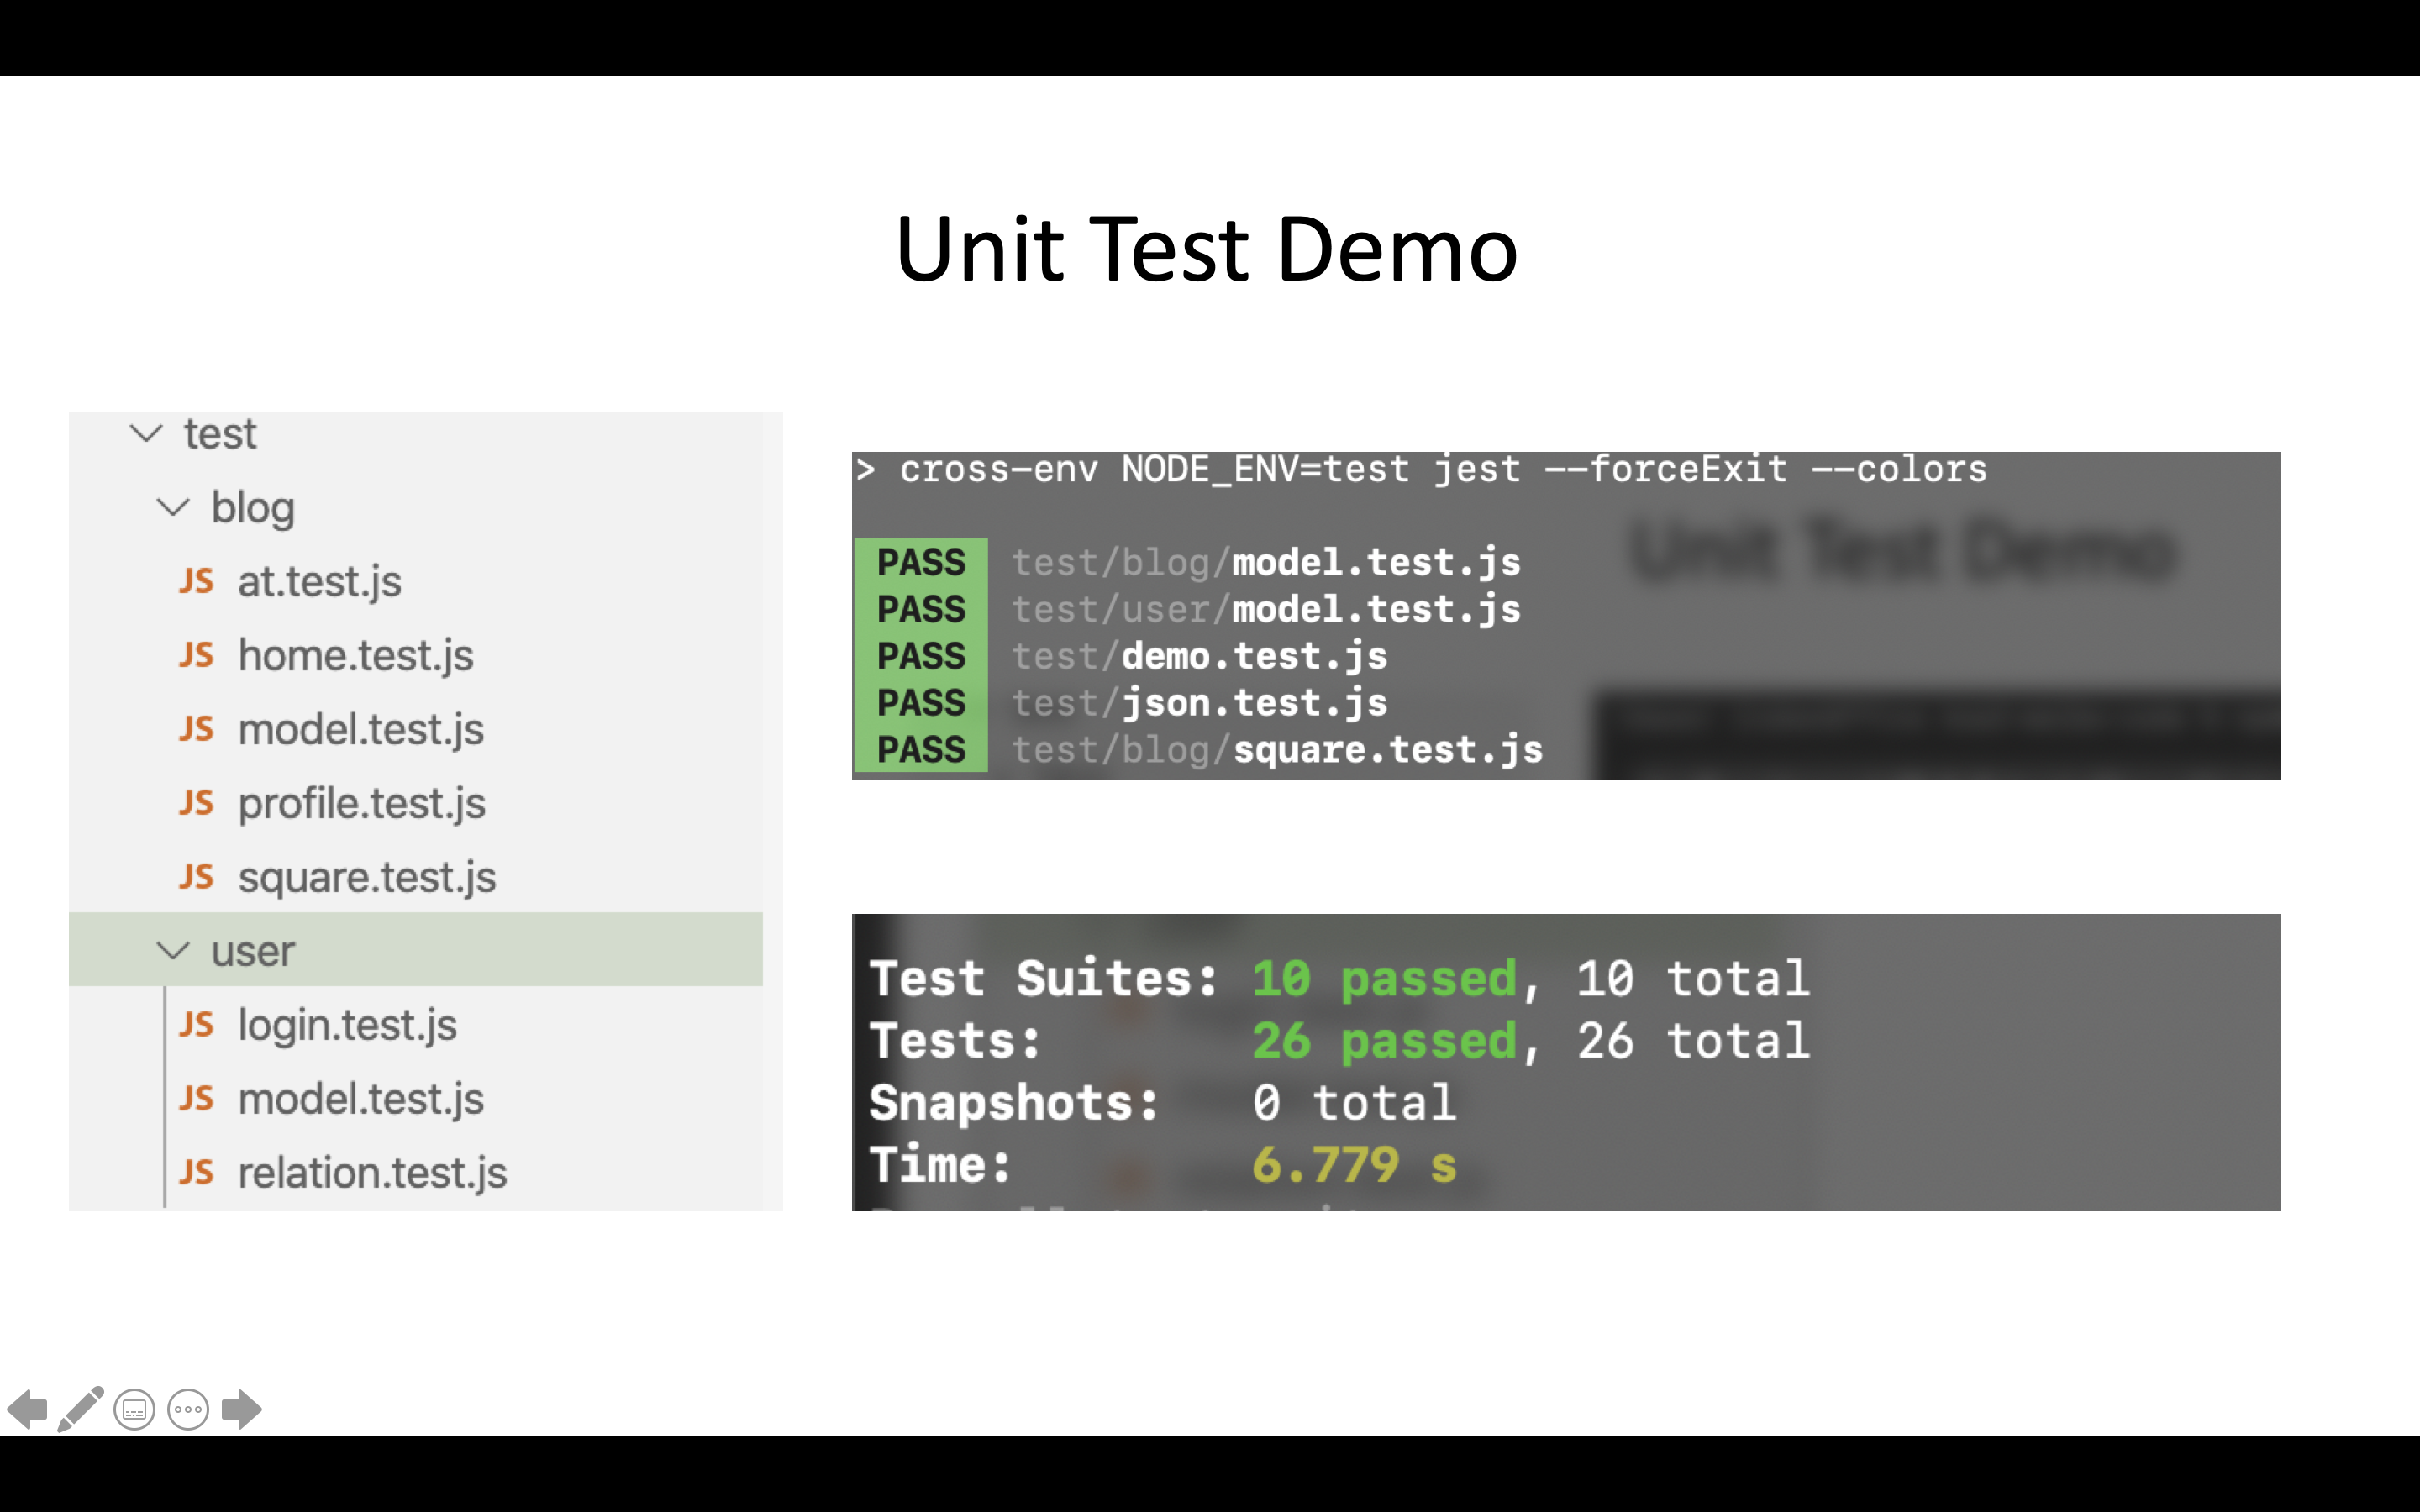 Unit Test Demo
test
blog
JS at.test.js
JS home.test.js
JS model.test.js
JS profile.test.js
JS square.test.js
user
JS login.test.js
JS model.test.js
JS relation.test.js
> cross-env NODE_ENV=test jest --forceExit --colors
Unit Test Demo
PASS test/blog/model.test.js
PASS test/user/model.test.js
PASS test/demo.test.js
PASS test/json.test.js
PASS test/blog/square.test.js
Test Suites: 10 passed, 10 total
Tests: 26 passed, 26 total
Snapshots: 0 total
Time: 6.779 s